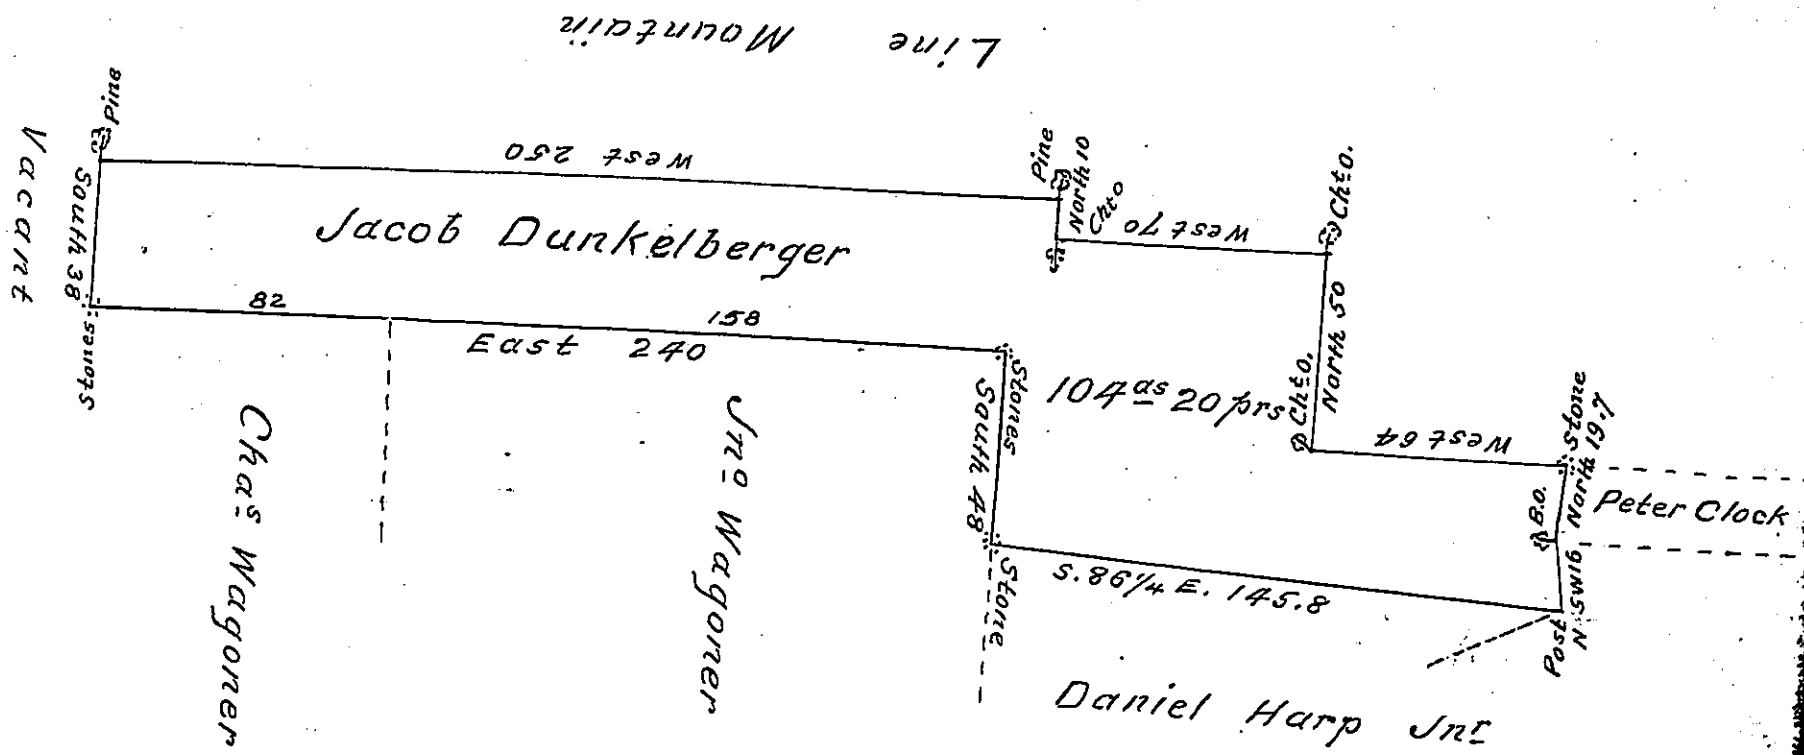 Line Mountain
Pine
West 250
Pine
North 10
Cht. o
West 70
Cht. o.
Vacant
South 38
Jacob Dunkelberger
North 50
82
158
East 240
Stones
Stones
South 48
104 as 20 prs
Cht. o.
West 64
Stone
North 19.7
Peter Clock
B.O.
Chas Wagoner
Jno Wagoner
Stone
S. 86 1/4 E. 145.8
N 5 W 16
Post
Daniel Harp Jnr